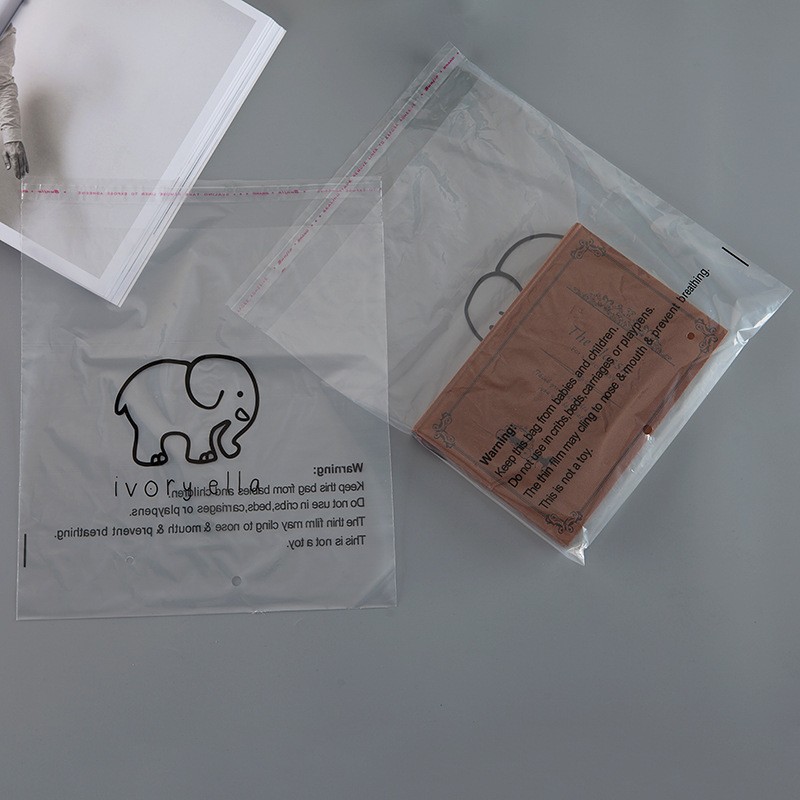 ivory ella
Warning:
Keep this bag from babies and children.
Do not use in cribs,beds,carriages or playpens.
The thin film may cling to nose & mouth & prevent breathing.
This is not a toy.
Warning:
Keep this bag from babies and children.
Do not use in cribs,beds,carriages or playpens.
The thin film may cling to nose & mouth & prevent breathing.
This is not a toy.